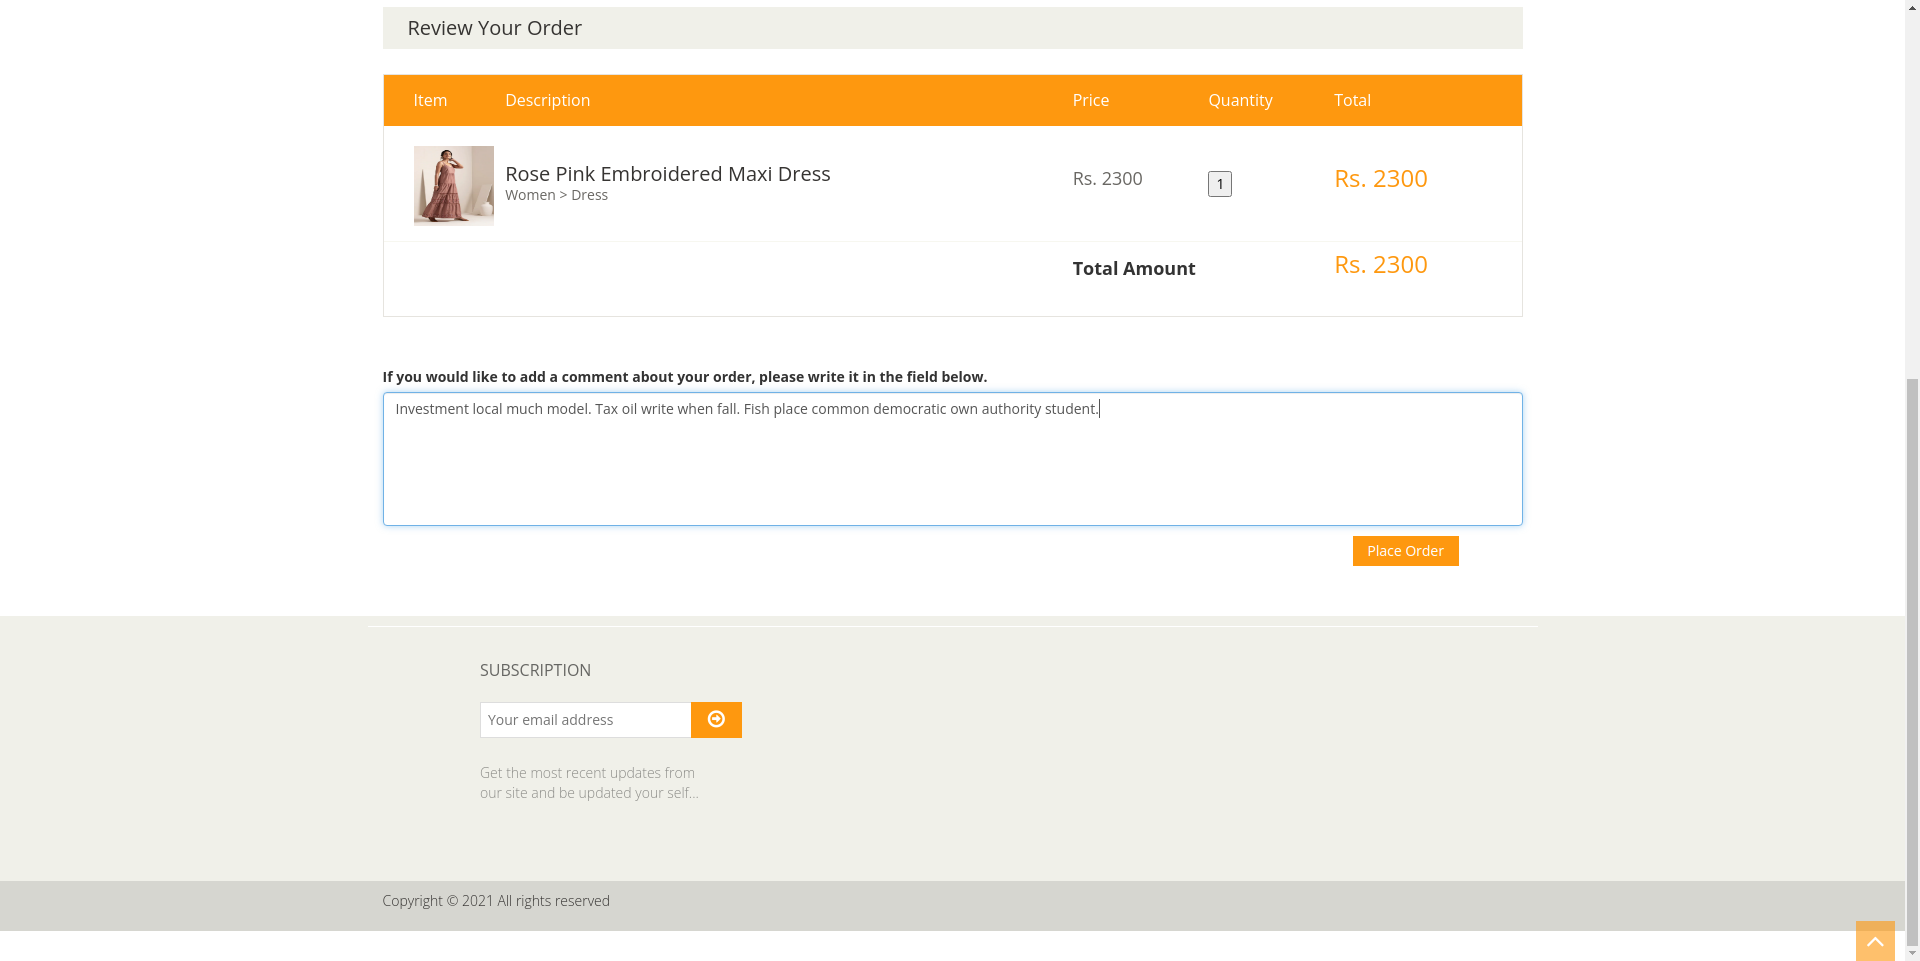 Review Your Order
Item Description Price Quantity Total
Rose Pink Embroidered Maxi Dress
Women > Dress
Rs. 2300
1
Rs. 2300
Total Amount Rs. 2300
If you would like to add a comment about your order, please write it in the field below.
Investment local much model. Tax oil write when fall. Fish place common democratic own authority student.
Place Order
SUBSCRIPTION
Your email address
Get the most recent updates from
our site and be updated your self...
Copyright © 2021 All rights reserved